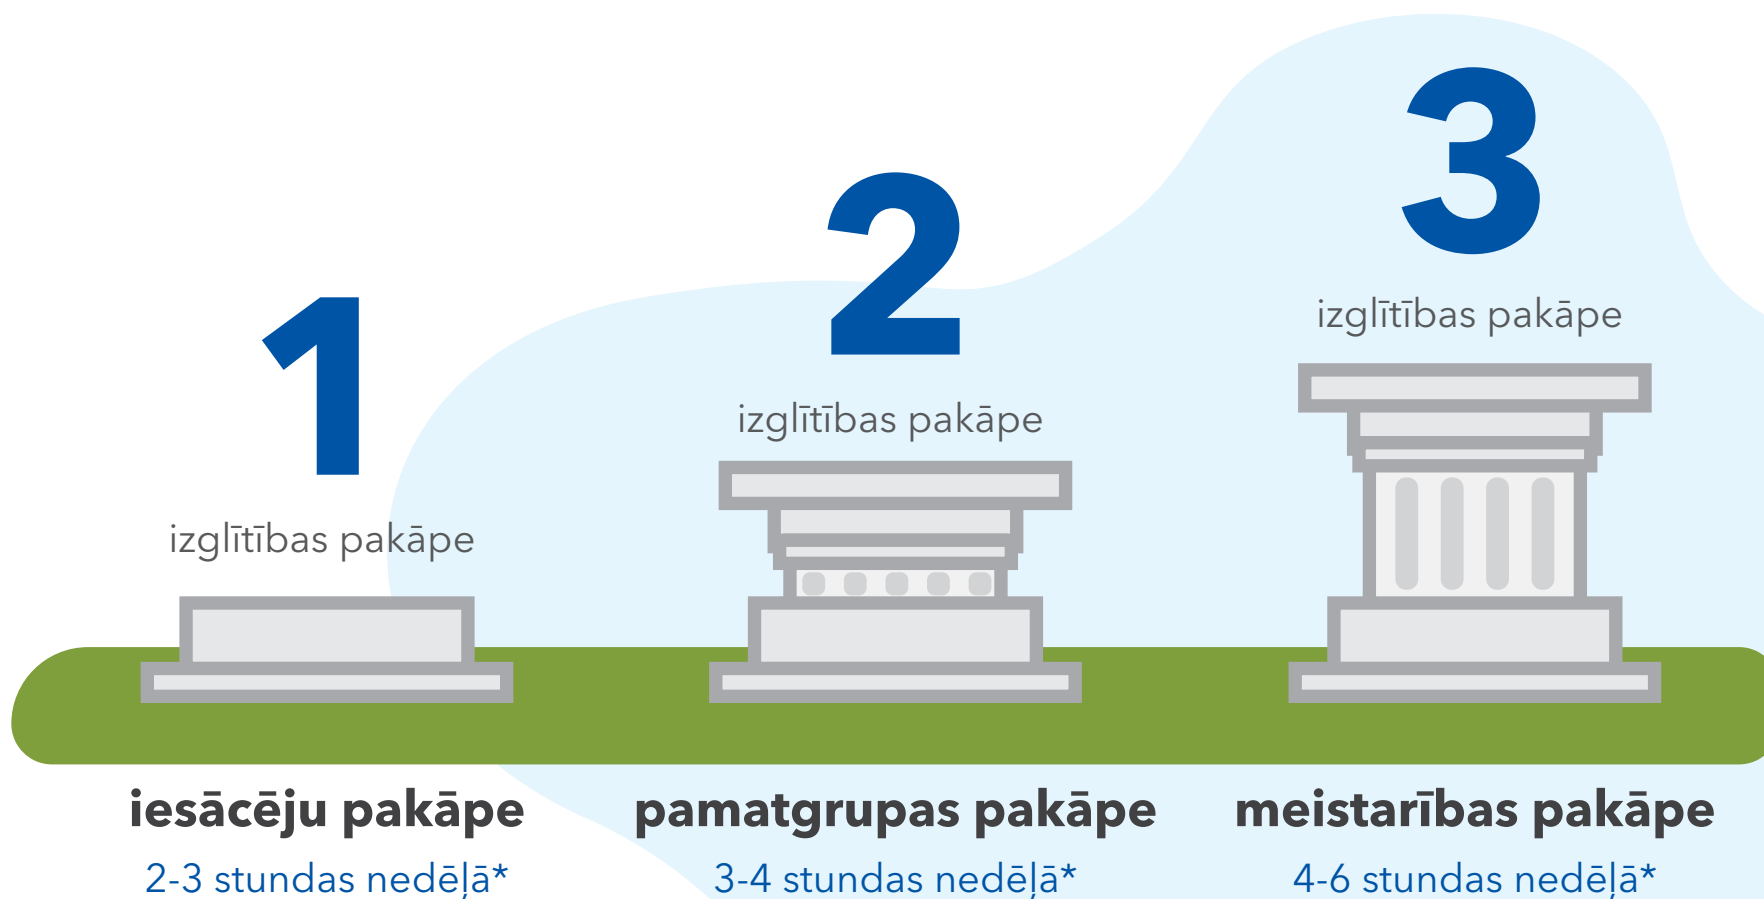 1
izglītības pakāpe
iesācēju pakāpe
2-3 stundas nedēļā*
2
izglītības pakāpe
pamatgrupas pakāpe
3-4 stundas nedēļā*
3
izglītības pakāpe
meistarības pakāpe
4-6 stundas nedēļā*